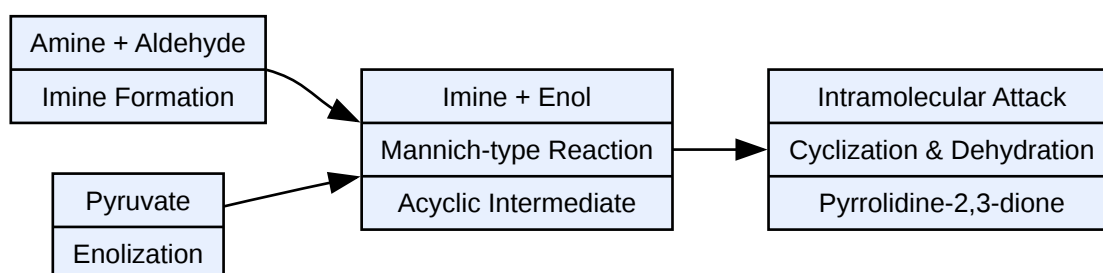 Amine + Aldehyde
Imine Formation
Pyruvate
Enolization
Imine + Enol
Mannich-type Reaction
Acyclic Intermediate
Intramolecular Attack
Cyclization & Dehydration
Pyrrolidine-2,3-dione